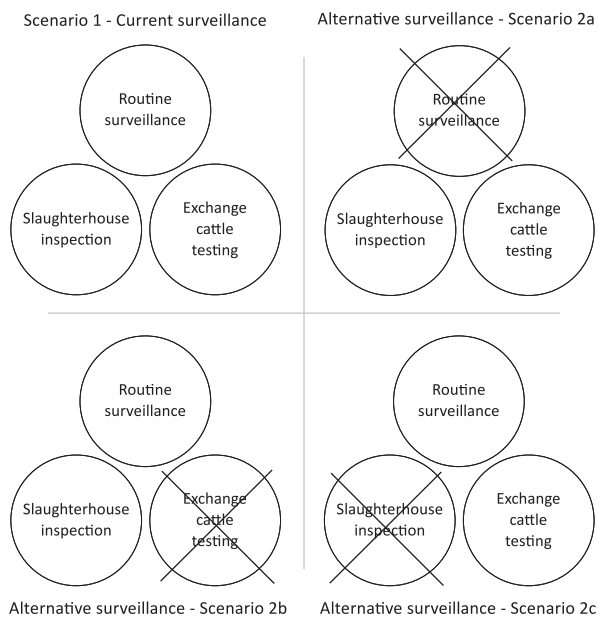 Scenario 1 - Current surveillance
Routine
surveillance
Slaughterhouse
inspection
Exchange
cattle
testing
Alternative surveillance - Scenario 2a
Routine
surveillance
Slaughterhouse
inspection
Exchange
cattle
testing
Routine
surveillance
Slaughterhouse
inspection
Exchange
cattle
testing
Alternative surveillance - Scenario 2b
Routine
surveillance
Slaughterhouse
inspection
Exchange
cattle
testing
Alternative surveillance - Scenario 2c